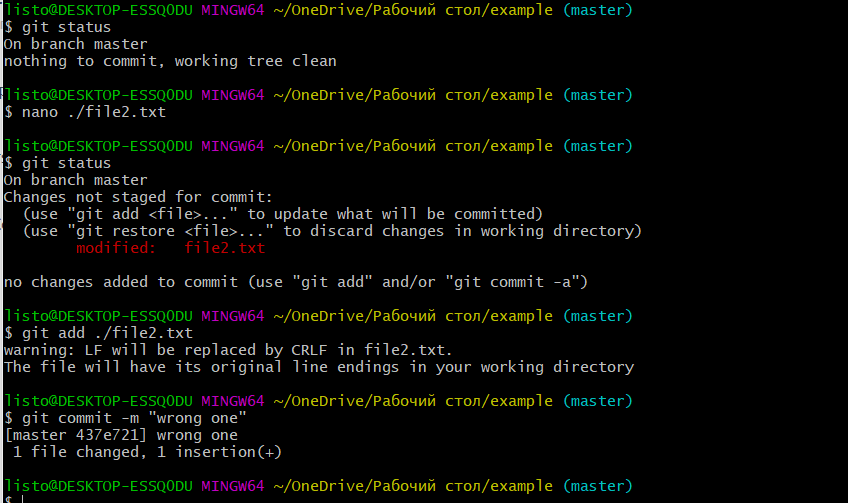 listo@DESKTOP-ESSQ0DU MINGW64 ~/OneDrive/Рабочий стол/example (master)
$ git status
On branch master
nothing to commit, working tree clean
listo@DESKTOP-ESSQ0DU MINGW64 ~/OneDrive/Рабочий стол/example (master)
$ nano ./file2.txt
listo@DESKTOP-ESSQ0DU MINGW64 ~/OneDrive/Рабочий стол/example (master)
$ git status
On branch master
Changes not staged for commit:
  (use "git add <file>..." to update what will be committed)
  (use "git restore <file>..." to discard changes in working directory)
        modified:   file2.txt
no changes added to commit (use "git add" and/or "git commit -a")
listo@DESKTOP-ESSQ0DU MINGW64 ~/OneDrive/Рабочий стол/example (master)
$ git add ./file2.txt
warning: LF will be replaced by CRLF in file2.txt.
The file will have its original line endings in your working directory
listo@DESKTOP-ESSQ0DU MINGW64 ~/OneDrive/Рабочий стол/example (master)
$ git commit -m "wrong one"
[master 437e721] wrong one
 1 file changed, 1 insertion(+)
listo@DESKTOP-ESSQ0DU MINGW64 ~/OneDrive/Рабочий стол/example (master)
$